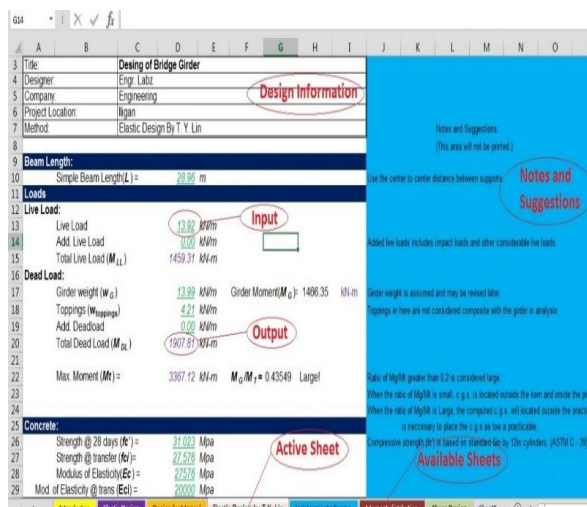 G14 fx
A B C D E F G H I J K L M N O
3 Title: Desing of Bridge Girder
4 Designer: Engr. Labz
5 Company: Engineering
6 Project Location: Iligan
7 Method: Elastic Design By T. Y. Lin
Design Information
Notes and Suggestions:
8 (This area will not be printed.)
9 Beam Length:
10 Simple Beam Length(L) = 28.96 m Use the center to center distance between supports
Notes and Suggestions
11 Loads
12 Live Load:
Input
13 Live Load 13.92 kN/m
14 Add. Live Load 0.00 kN/m Added live loads includes impact loads and other considerable live loads.
15 Total Live Load (MLL) 1459.31 kN-m
16 Dead Load:
17 Girder weight (wG) 13.99 kN/m Girder Moment(MG): 1466.35 kN-m Girder weight is assumed and may be revised later.
18 Toppings (wtoppings) 4.21 kN/m Toppings in here are not considered composite with the girder in analysis
19 Add. Deadload 0.00 kN/m
Output
20 Total Dead Load (MDL) 1907.81 kN-m
21
22 Max. Moment (Mt) = 3367.12 kN-m MG/MT = 0.43549 Large! Ratio of Mg/Mt greater than 0.2 is considered large
23 When the ratio of Mg/Mt is small, c.g.s. is located outside the kern and inside the
24 When the ratio of Mg/Mt is Large, the computed c.g.s. will located outside the
is neccesary to place the c.g.s as low a practicable.
25 Concrete:
26 Strength @ 28 days (fc') = 31.023 Mpa Compressive strength (fc') is based on standard 6in by 12in cylinders. (ASTM C - 39
27 Strength @ transfer (fci)= 27.576 Mpa
Active Sheet
Available Sheets
28 Modulus of Elasticity(Ec) = 27576 Mpa
29 Mod. of Elasticity @ trans (Eci) = 20000 Mpa